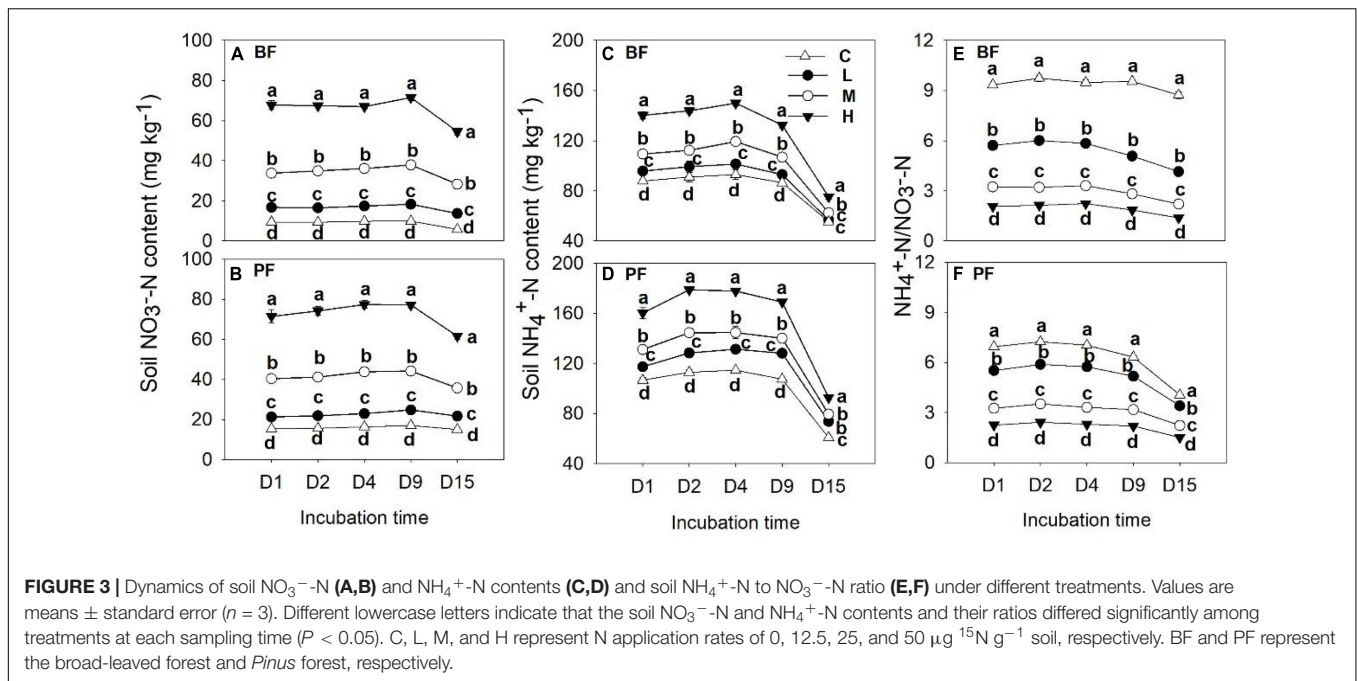 A BF
a a a a
a
b b b b
b
c c c c
c
d d d d
d
100
80
60
40
20
0
Soil NO₃⁻-N content (mg kg⁻¹)
B PF
a a a a
a
b b b b
b
c c c c
c
d d d d
d
100
80
60
40
20
0
D1 D2 D4 D9 D15
Incubation time
C BF
C
L
M
H
a a a a
a
b b b b
b
c c c c
c
d d d d
c
200
160
120
80
40
Soil NH₄⁺-N content (mg kg⁻¹)
D PF
a a a a
a
b b b b
b
c c c c
b
d d d d
c
200
160
120
80
40
D1 D2 D4 D9 D15
Incubation time
E BF
a a a a a
b b b b b
c c c c c
d d d d d
12
9
6
3
0
NH₄⁺-N/NO₃⁻-N
F PF
a a a a
a
b b b b
b
c c c c
c
d d d d
d
12
9
6
3
0
D1 D2 D4 D9 D15
Incubation time
FIGURE 3 | Dynamics of soil NO₃⁻-N (A,B) and NH₄⁺-N contents (C,D) and soil NH₄⁺-N to NO₃⁻-N ratio (E,F) under different treatments. Values are
means ± standard error (n = 3). Different lowercase letters indicate that the soil NO₃⁻-N and NH₄⁺-N contents and their ratios differed significantly among
treatments at each sampling time (P < 0.05). C, L, M, and H represent N application rates of 0, 12.5, 25, and 50 μg ¹⁵N g⁻¹ soil, respectively. BF and PF represent
the broad-leaved forest and Pinus forest, respectively.